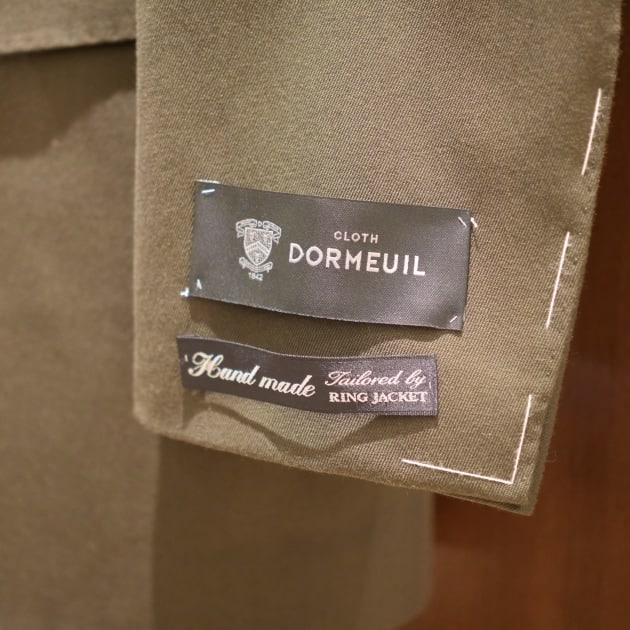 CLOTH
DORMEUIL
1842
Hand made
Tailored by
RING JACKET